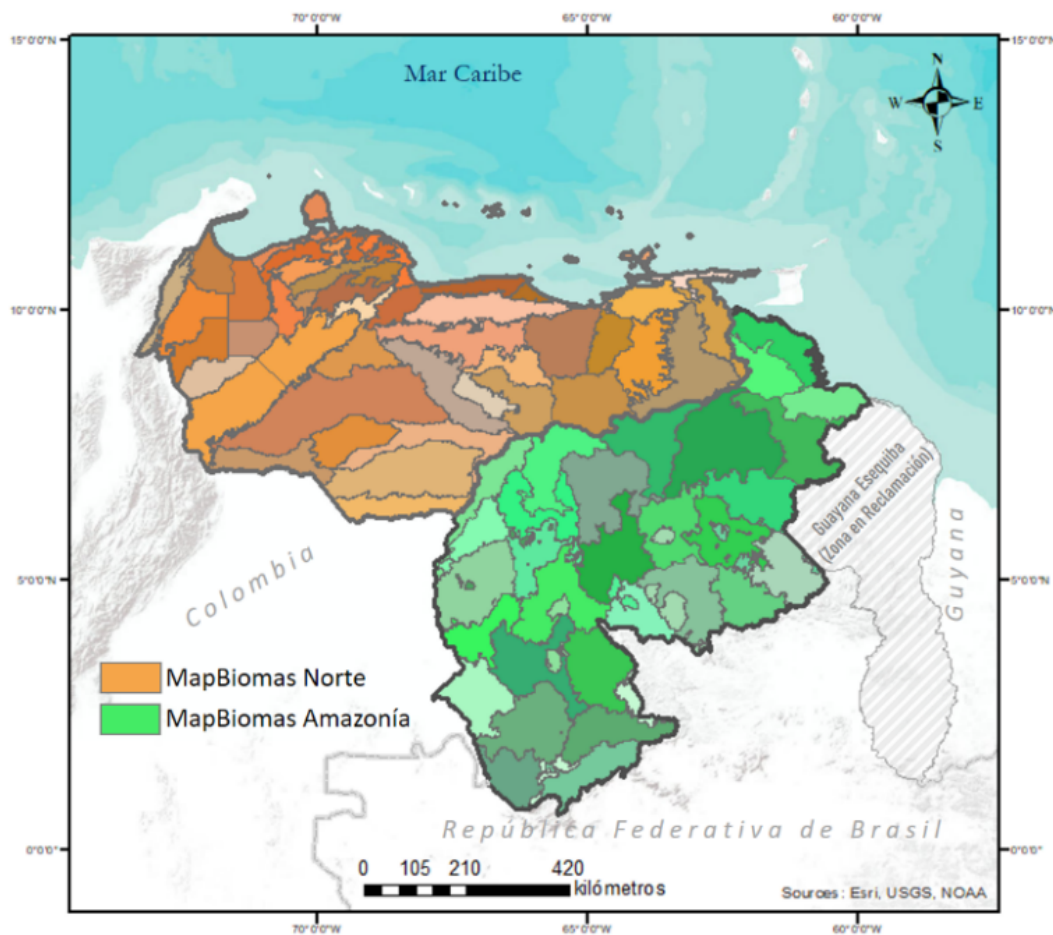 70°0'0"W 65°0'0"W 60°0'0"W
15°0'0"N 15°0'0"N
Mar Caribe
N
W E
S
10°0'0"N 10°0'0"N
Guayana Esequiba
(Zona en Reclamación)
Colombia
Guyana
5°0'0"N 5°0'0"N
MapBiomas Norte
MapBiomas Amazonía
República Federativa de Brasil
0°0'0" 0°0'0"
0 105 210 420
kilómetros
Sources: Esri, USGS, NOAA
70°0'0"W 65°0'0"W 60°0'0"W